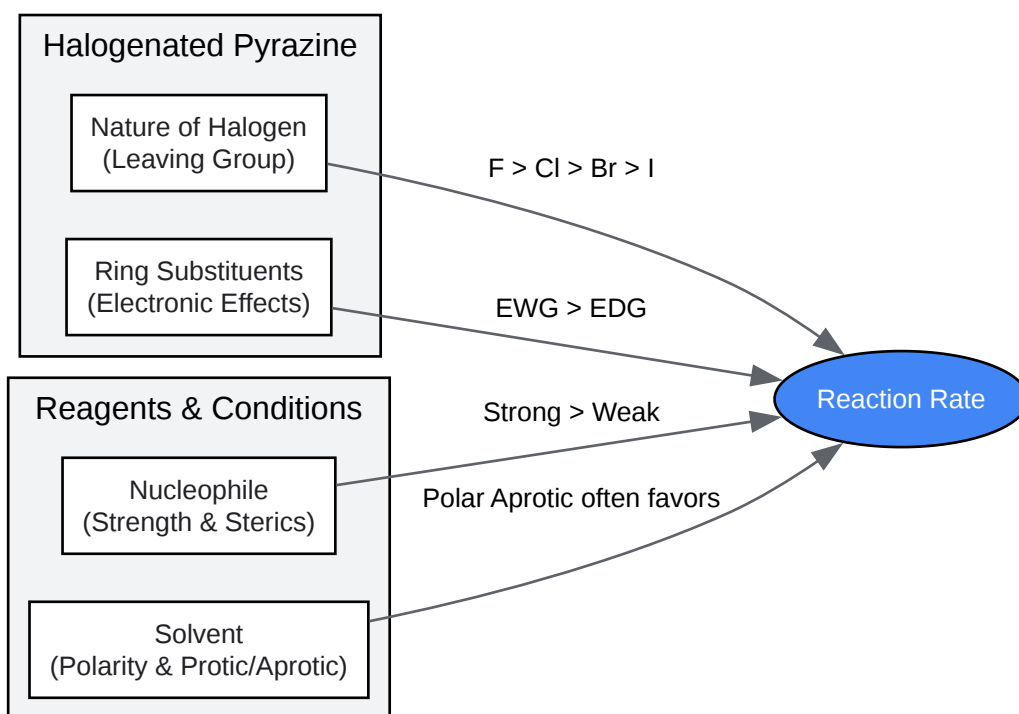 Halogenated Pyrazine
Nature of Halogen
(Leaving Group)
F > Cl > Br > I
Ring Substituents
(Electronic Effects)
EWG > EDG
Reaction Rate
Reagents & Conditions
Strong > Weak
Nucleophile
(Strength & Sterics)
Polar Aprotic often favors
Solvent
(Polarity & Protic/Aprotic)